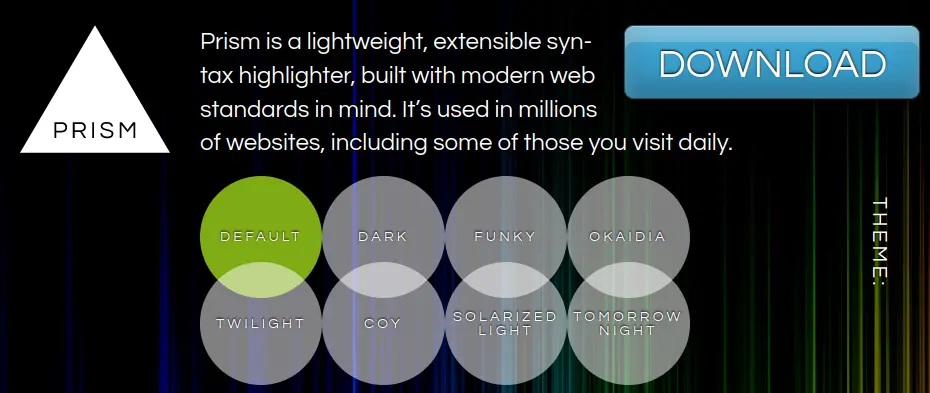 PRISM
Prism is a lightweight, extensible syn-
tax highlighter, built with modern web
standards in mind. It’s used in millions
of websites, including some of those you visit daily.
DOWNLOAD
THEME:
DEFAULT
DARK
FUNKY
OKAIDIA
TWILIGHT
COY
SOLARIZED
LIGHT
TOMORROW
NIGHT